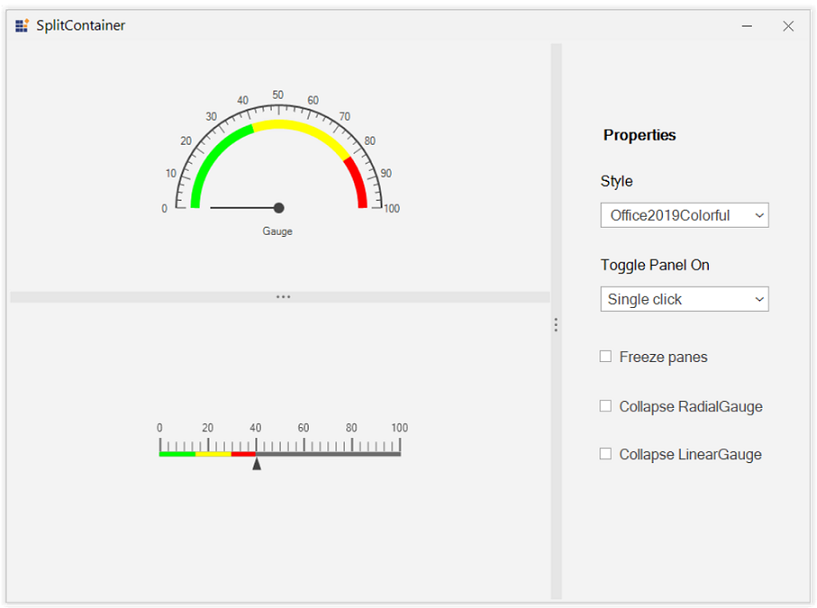 SplitContainer
50
40 60
30 70
20 80
10 90
0 100
Gauge
0 20 40 60 80 100
Properties
Style
Office2019Colorful
Toggle Panel On
Single click
Freeze panes
Collapse RadialGauge
Collapse LinearGauge